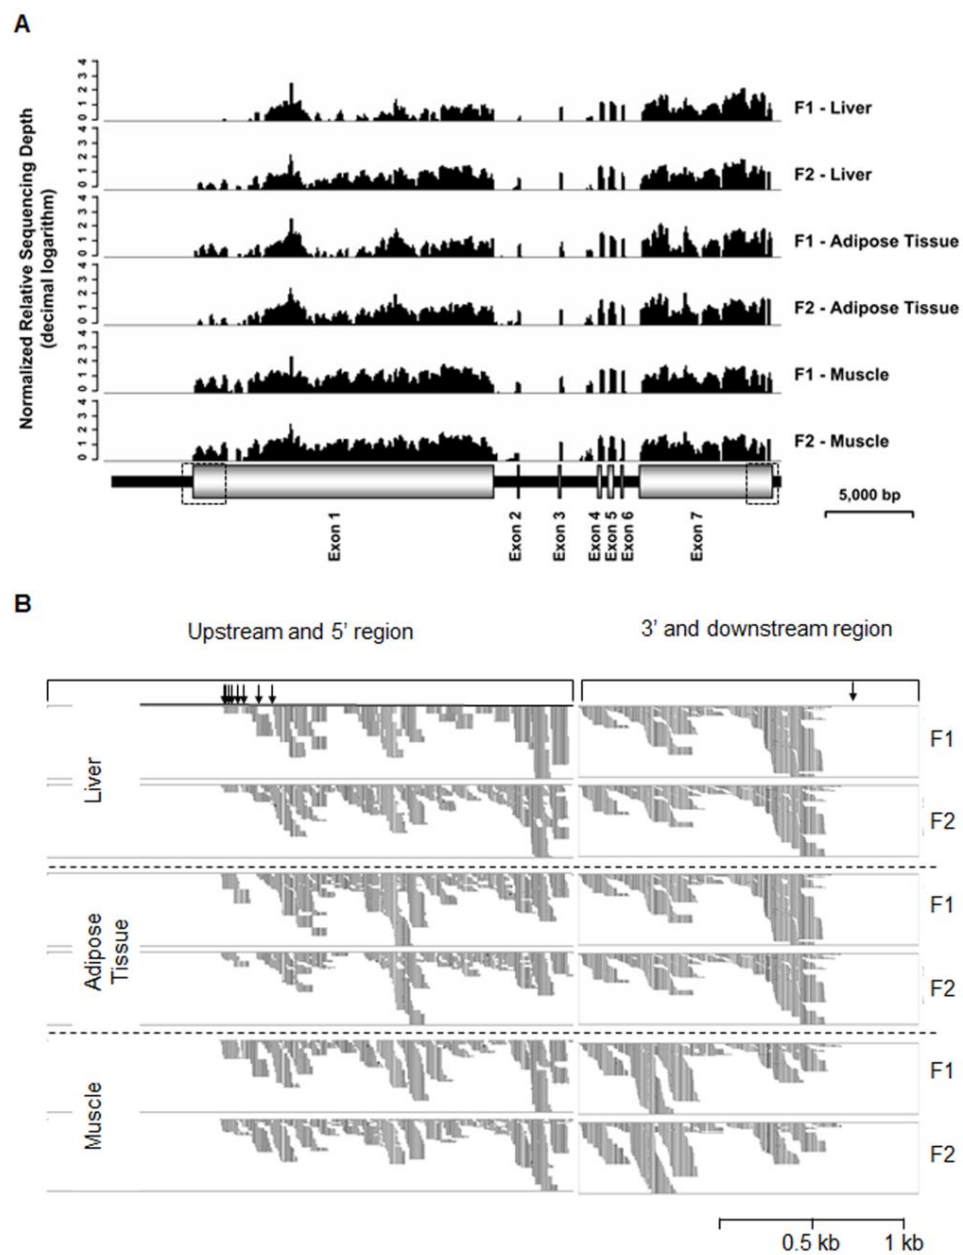 A
Normalized Relative Sequencing Depth
(decimal logarithm)
0 1 2 3 4
F1 - Liver
0 1 2 3 4
F2 - Liver
0 1 2 3 4
F1 - Adipose Tissue
0 1 2 3 4
F2 - Adipose Tissue
0 1 2 3 4
F1 - Muscle
0 1 2 3 4
F2 - Muscle
5,000 bp
Exon 1
Exon 2
Exon 3
Exon 4
Exon 5
Exon 6
Exon 7
B
Upstream and 5' region
3' and downstream region
Liver
F1
F2
Adipose
Tissue
F1
F2
Muscle
F1
F2
0.5 kb
1 kb